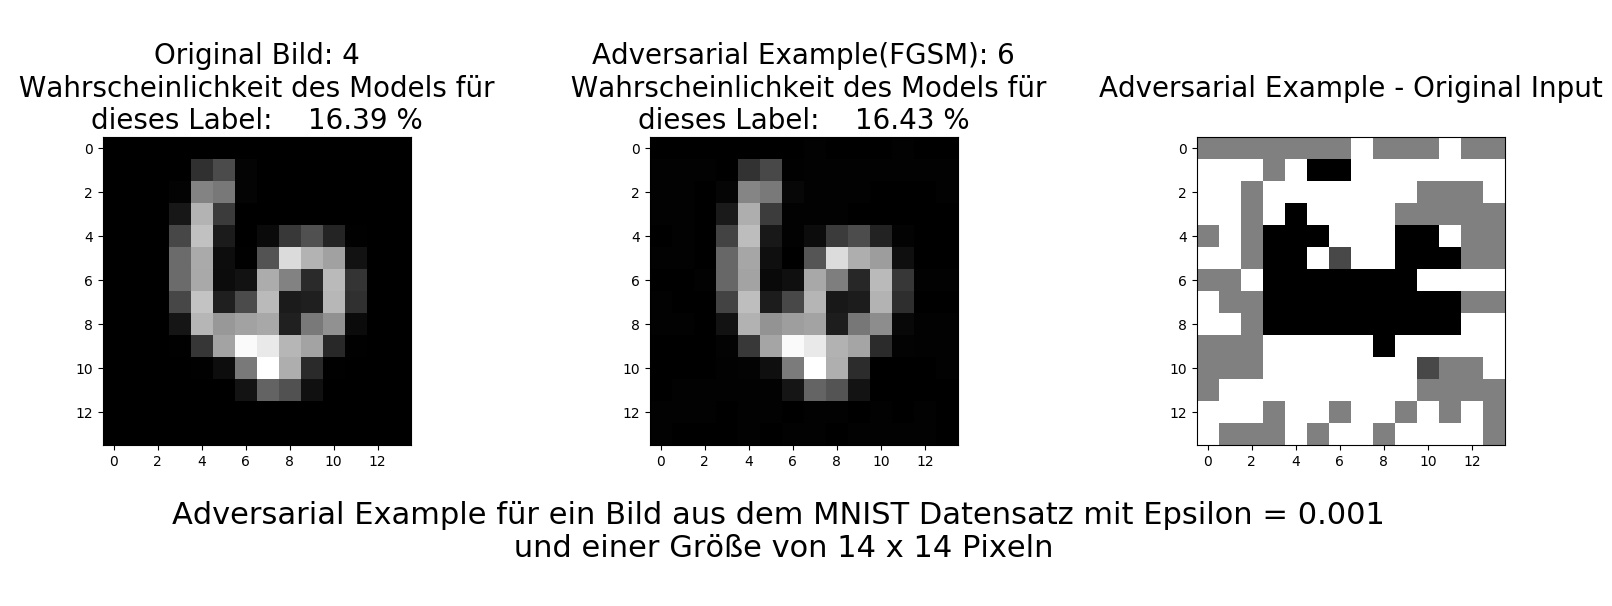 Original Bild: 4
Wahrscheinlichkeit des Models für
dieses Label: 16.39 %
0
2
4
6
8
10
12
0 2 4 6 8 10 12
Adversarial Example(FGSM): 6
Wahrscheinlichkeit des Models für
dieses Label: 16.43 %
0
2
4
6
8
10
12
0 2 4 6 8 10 12
Adversarial Example - Original Input
0
2
4
6
8
10
12
0 2 4 6 8 10 12
Adversarial Example für ein Bild aus dem MNIST Datensatz mit Epsilon = 0.001
und einer Größe von 14 x 14 Pixeln